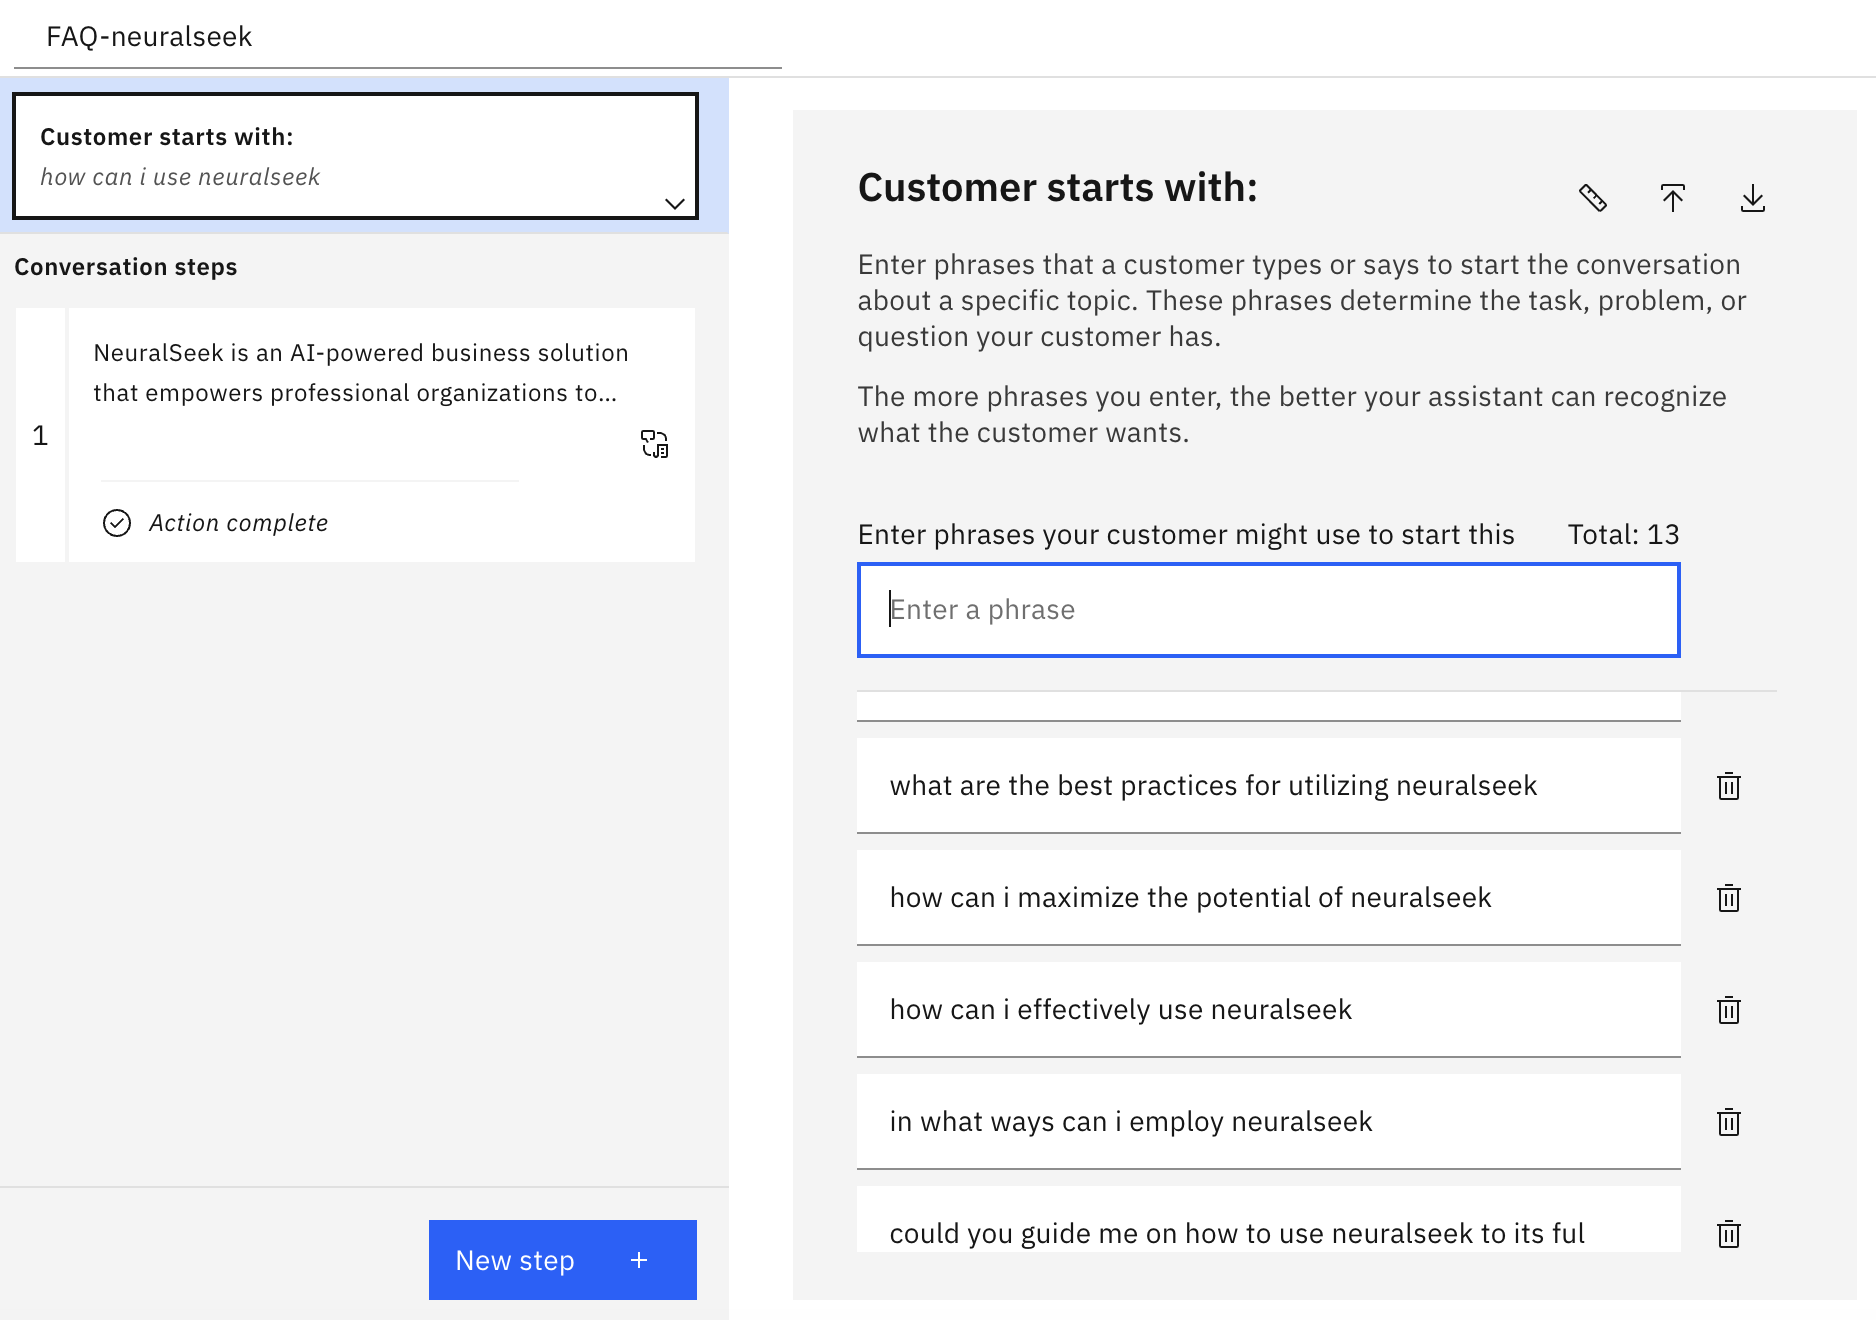 FAQ-neuralseek
Customer starts with:
how can i use neuralseek
Conversation steps
1
NeuralSeek is an AI-powered business solution
that empowers professional organizations to...
Action complete
New step +
Customer starts with:
Enter phrases that a customer types or says to start the conversation
about a specific topic. These phrases determine the task, problem, or
question your customer has.
The more phrases you enter, the better your assistant can recognize
what the customer wants.
Enter phrases your customer might use to start this
Total: 13
Enter a phrase
what are the best practices for utilizing neuralseek
how can i maximize the potential of neuralseek
how can i effectively use neuralseek
in what ways can i employ neuralseek
could you guide me on how to use neuralseek to its ful